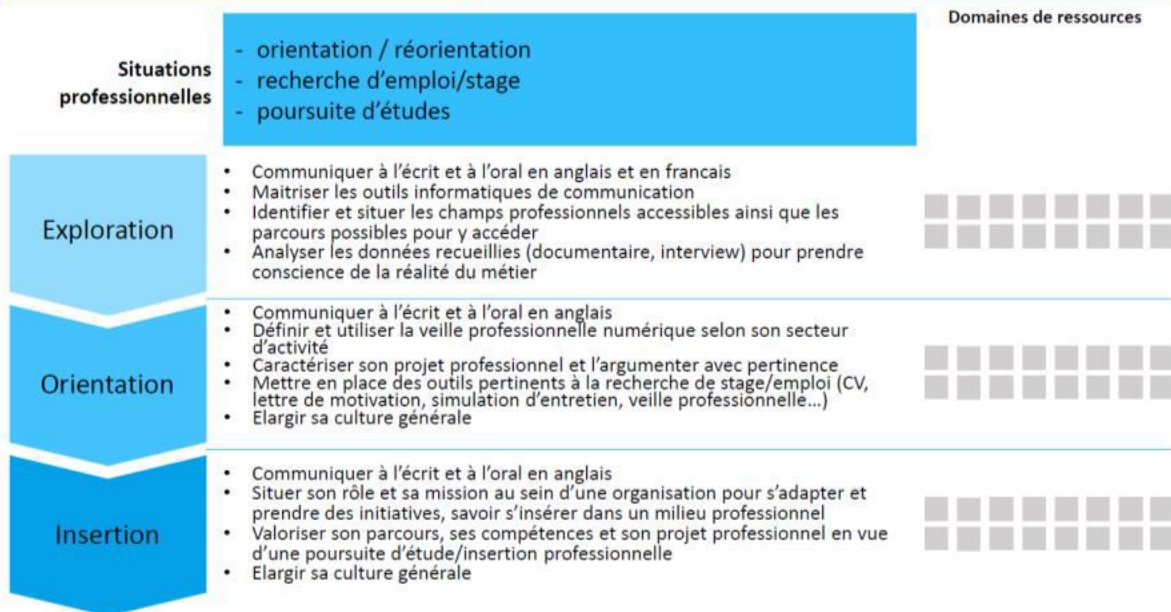 Domaines de ressources
Situations
professionnelles
- orientation / réorientation
- recherche d'emploi/stage
- poursuite d'études
Exploration
• Communiquer à l'écrit et à l'oral en anglais et en francais
• Maitriser les outils informatiques de communication
• Identifier et situer les champs professionnels accessibles ainsi que les
parcours possibles pour y accéder
• Analyser les données recueillies (documentaire, interview) pour prendre
conscience de la réalité du métier
Orientation
• Communiquer à l'écrit et à l'oral en anglais
• Définir et utiliser la veille professionnelle numérique selon son secteur
d'activité
• Caractériser son projet professionnel et l'argumenter avec pertinence
• Mettre en place des outils pertinents à la recherche de stage/emploi (CV,
lettre de motivation, simulation d'entretien, veille professionnelle...)
• Elargir sa culture générale
Insertion
• Communiquer à l'écrit et à l'oral en anglais
• Situer son rôle et sa mission au sein d'une organisation pour s'adapter et
prendre des initiatives, savoir s'insérer dans un milieu professionnel
• Valoriser son parcours, ses compétences et son projet professionnel en vue
d'une poursuite d'étude/insertion professionnelle
• Elargir sa culture générale